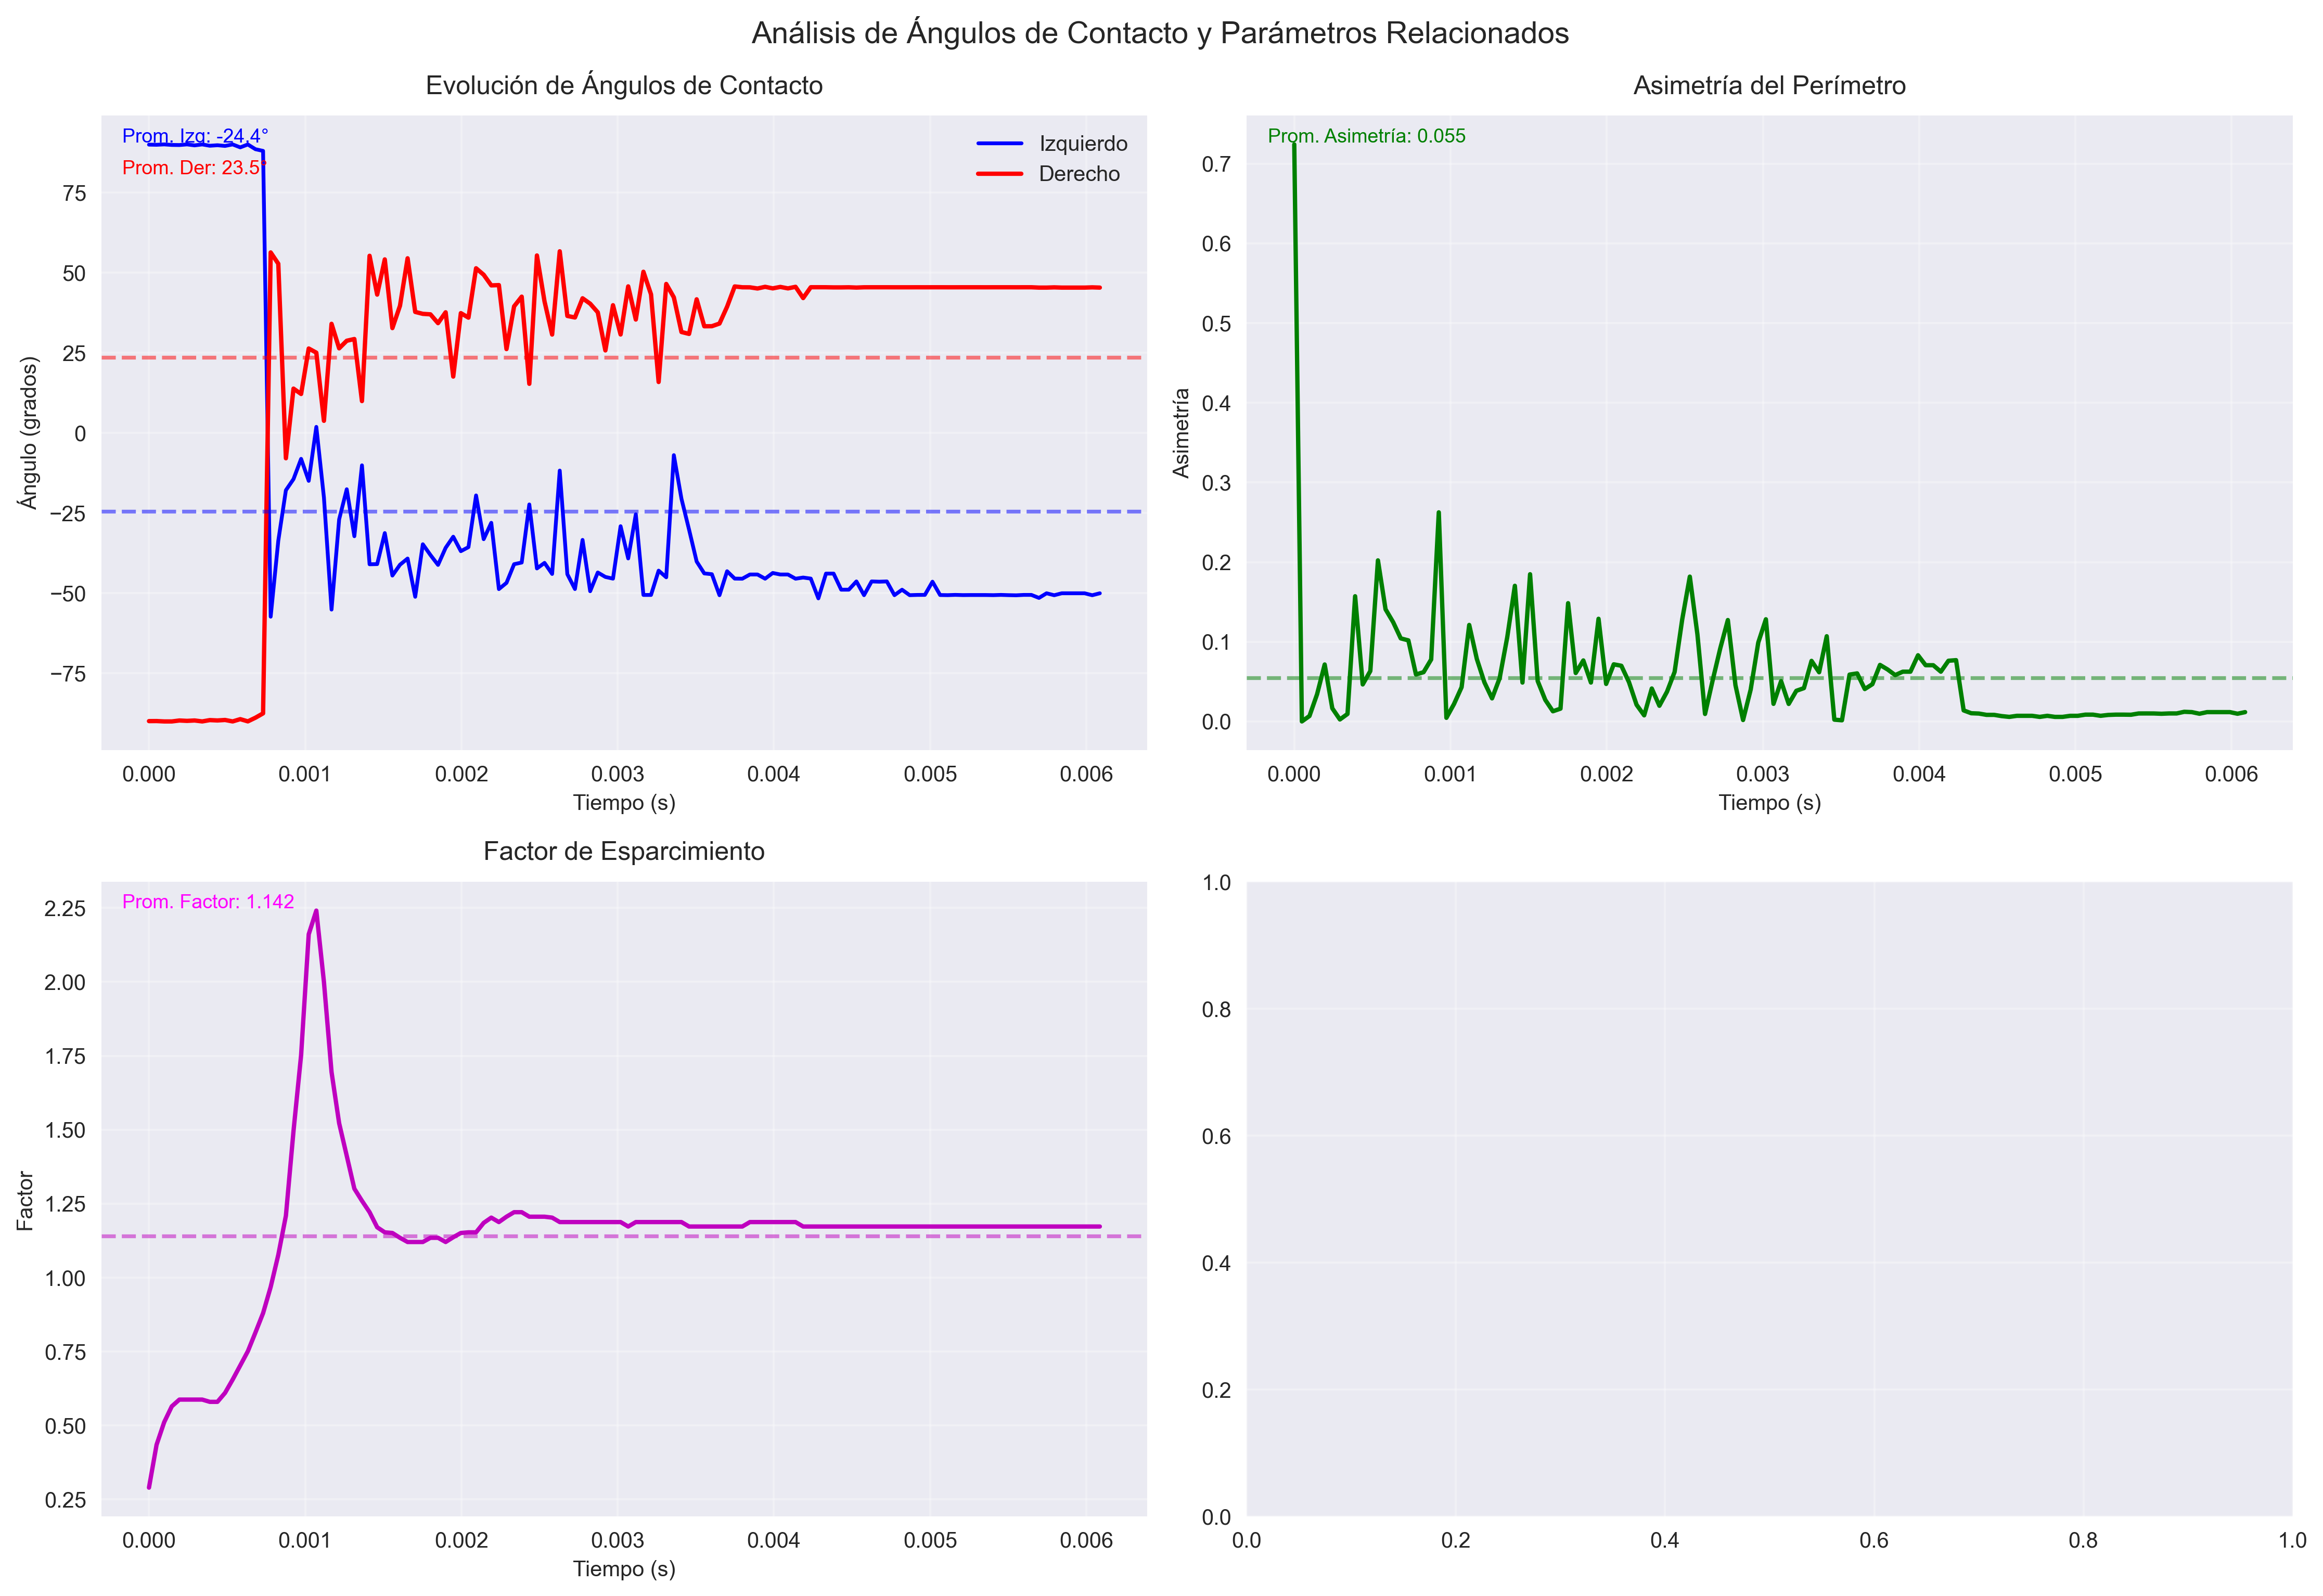 Análisis de Ángulos de Contacto y Parámetros Relacionados
Evolución de Ángulos de Contacto
Prom. Izq: -24.4°
Prom. Der: 23.5°
Izquierdo
Derecho
75
50
25
0
−25
−50
−75
Ángulo (grados)
0.000 0.001 0.002 0.003 0.004 0.005 0.006
Tiempo (s)
Asimetría del Perímetro
Prom. Asimetría: 0.055
0.7
0.6
0.5
0.4
0.3
0.2
0.1
0.0
Asimetría
0.000 0.001 0.002 0.003 0.004 0.005 0.006
Tiempo (s)
Factor de Esparcimiento
Prom. Factor: 1.142
2.25
2.00
1.75
1.50
1.25
1.00
0.75
0.50
0.25
Factor
0.000 0.001 0.002 0.003 0.004 0.005 0.006
Tiempo (s)
1.0
0.8
0.6
0.4
0.2
0.0
0.0 0.2 0.4 0.6 0.8 1.0